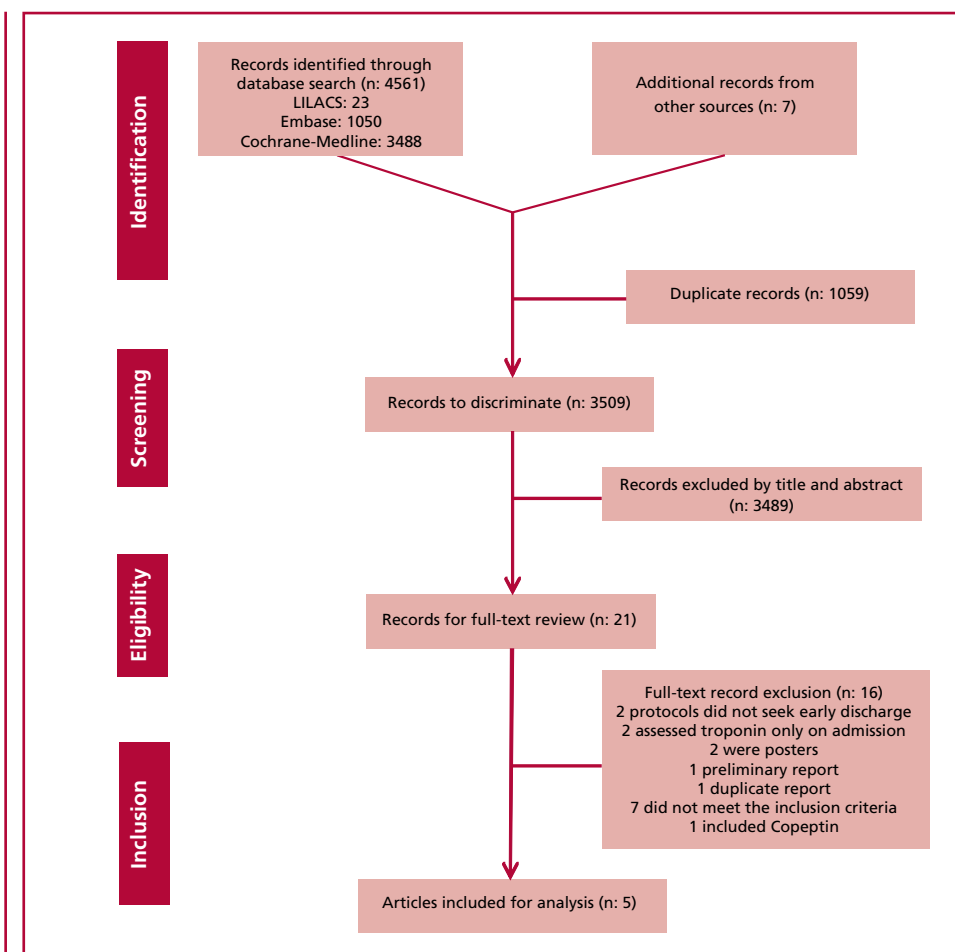 Identification
Records identified through
database search (n: 4561)
LILACS: 23
Embase: 1050
Cochrane-Medline: 3488
Additional records from
other sources (n: 7)
Duplicate records (n: 1059)
Screening
Records to discriminate (n: 3509)
Records excluded by title and abstract
(n: 3489)
Eligibility
Records for full-text review (n: 21)
Full-text record exclusion (n: 16)
2 protocols did not seek early discharge
2 assessed troponin only on admission
2 were posters
1 preliminary report
1 duplicate report
7 did not meet the inclusion criteria
1 included Copeptin
Inclusion
Articles included for analysis (n: 5)